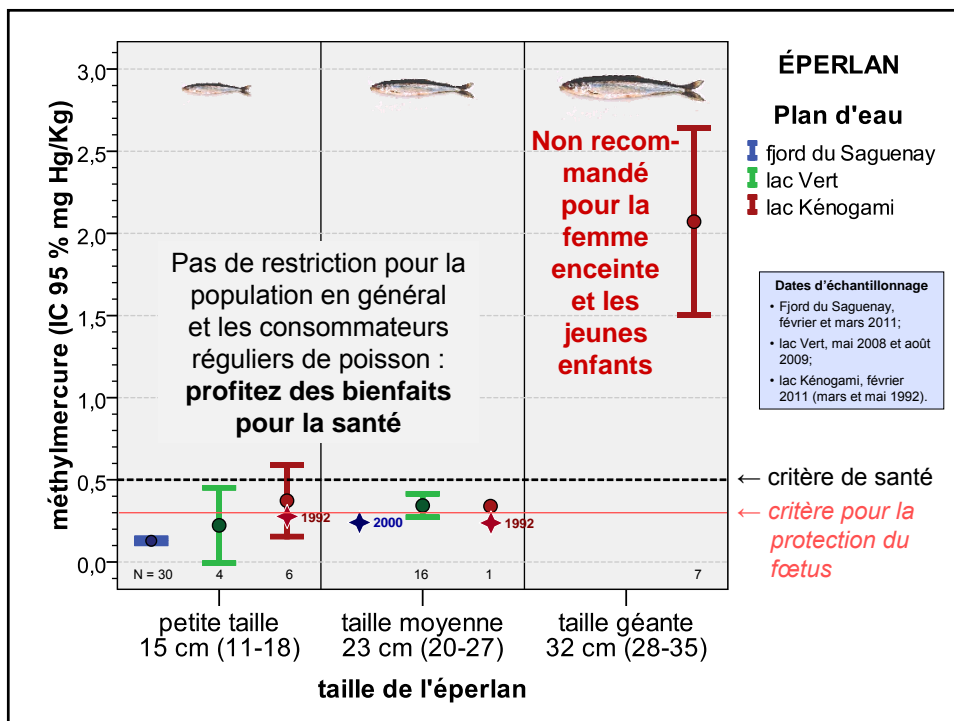 méthylmercure (IC 95 % mg Hg/Kg)
3,0
2,5
2,0
1,5
1,0
0,5
0,0
Pas de restriction pour la
population en général
et les consommateurs
réguliers de poisson :
profitez des bienfaits
pour la santé
Non recom-
mandé
pour la
femme
enceinte
et les
jeunes
enfants
1992
2000
1992
N = 30
4
6
16
1
7
petite taille
15 cm (11-18)
taille moyenne
23 cm (20-27)
taille géante
32 cm (28-35)
taille de l'éperlan
ÉPERLAN
Plan d'eau
fjord du Saguenay
lac Vert
lac Kénogami
Dates d'échantillonnage
• Fjord du Saguenay,
février et mars 2011;
• lac Vert, mai 2008 et août
2009;
• lac Kénogami, février
2011 (mars et mai 1992).
← critère de santé
← critère pour la
protection du
fœtus